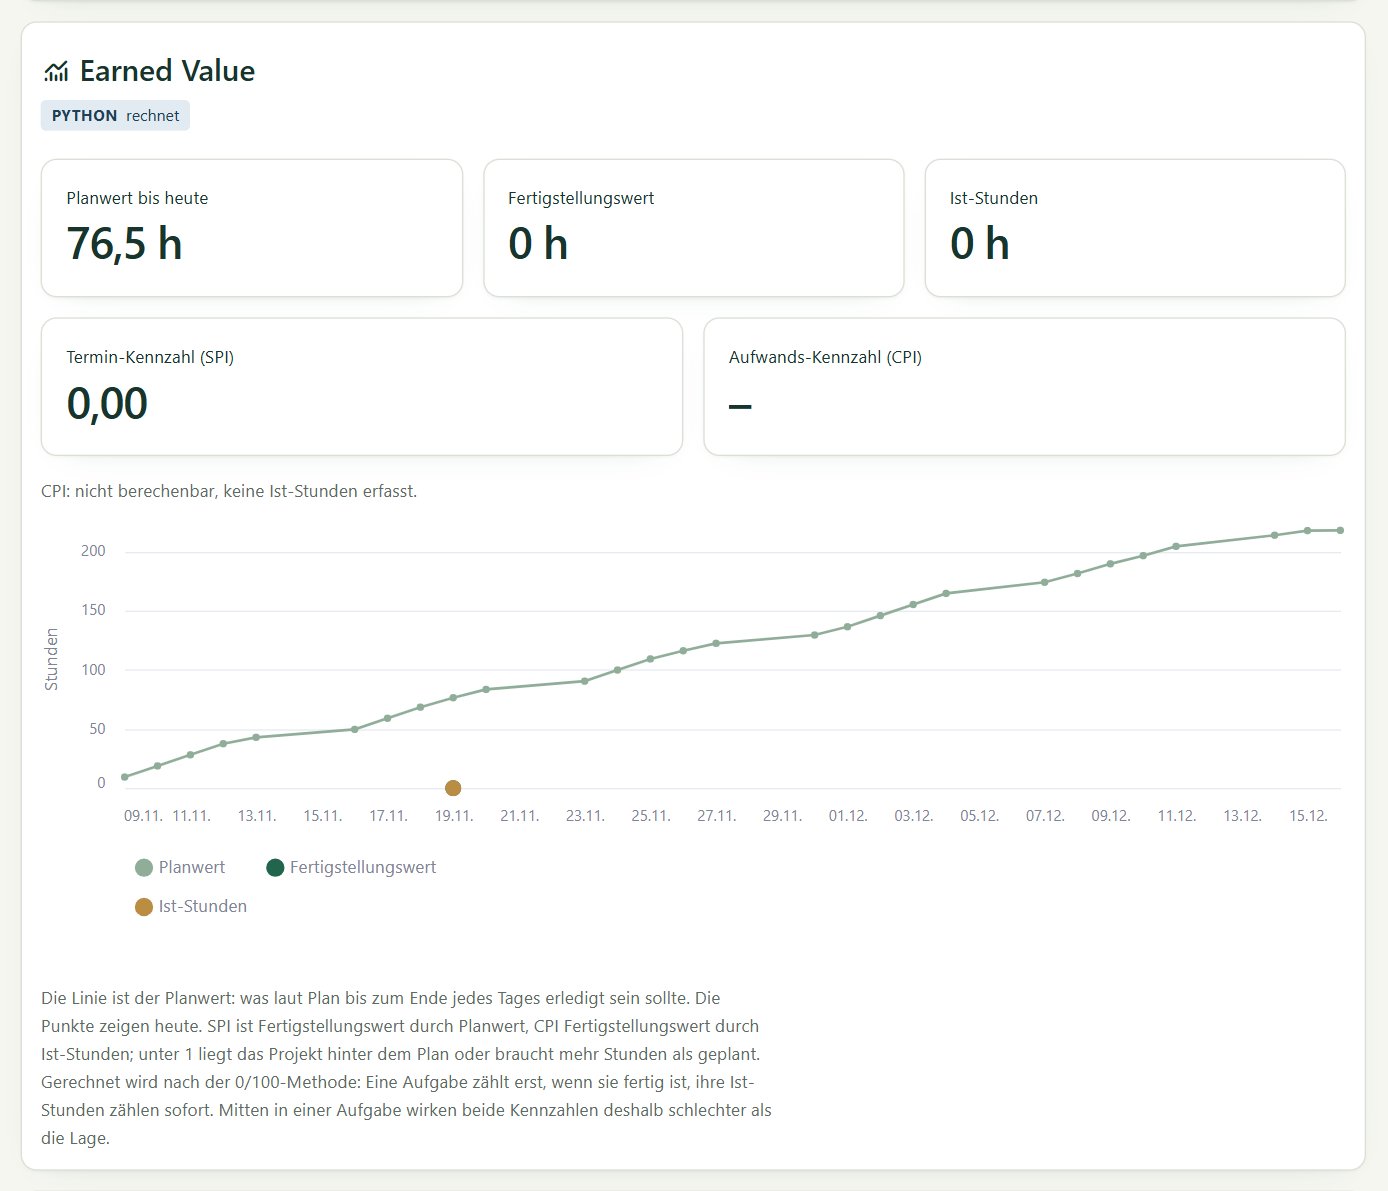 Earned Value
PYTHON rechnet
Planwert bis heute
76,5 h
Fertigstellungswert
0 h
Ist-Stunden
0 h
Termin-Kennzahl (SPI)
0,00
Aufwands-Kennzahl (CPI)
–
CPI: nicht berechenbar, keine Ist-Stunden erfasst.
Stunden
200
150
100
50
0
09.11. 11.11. 13.11. 15.11. 17.11. 19.11. 21.11. 23.11. 25.11. 27.11. 29.11. 01.12. 03.12. 05.12. 07.12. 09.12. 11.12. 13.12. 15.12.
Planwert Fertigstellungswert
Ist-Stunden
Die Linie ist der Planwert: was laut Plan bis zum Ende jedes Tages erledigt sein sollte. Die
Punkte zeigen heute. SPI ist Fertigstellungswert durch Planwert, CPI Fertigstellungswert durch
Ist-Stunden; unter 1 liegt das Projekt hinter dem Plan oder braucht mehr Stunden als geplant.
Gerechnet wird nach der 0/100-Methode: Eine Aufgabe zählt erst, wenn sie fertig ist, ihre Ist-
Stunden zählen sofort. Mitten in einer Aufgabe wirken beide Kennzahlen deshalb schlechter als
die Lage.